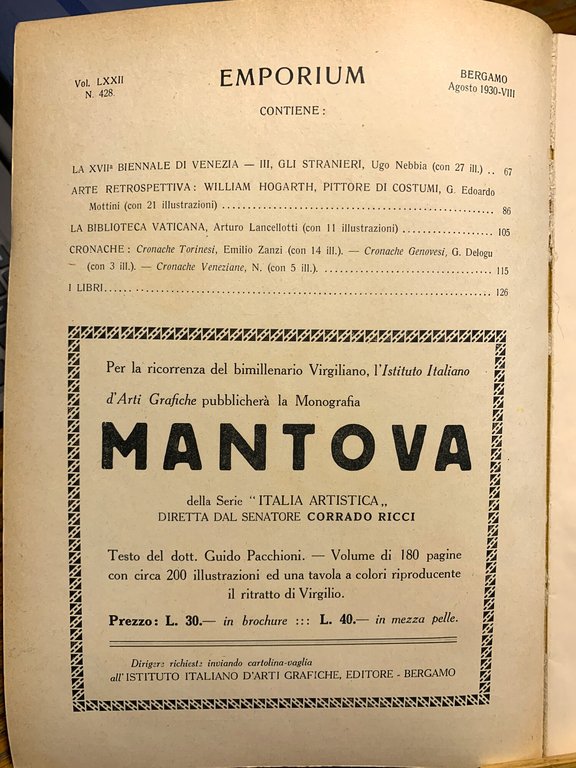 Vol. LXXII
N. 428.
EMPORIUM
BERGAMO
Agosto 1930-VIII
CONTIENE:
LA XVIIª BIENNALE DI VENEZIA — III, GLI STRANIERI, Ugo Nebbia (con 27 ill.) .. 67
ARTE RETROSPETTIVA: WILLIAM HOGARTH, PITTORE DI COSTUMI, G. Edoardo
Mottini (con 21 illustrazioni) .......... 86
LA BIBLIOTECA VATICANA, Arturo Lancellotti (con 11 illustrazioni) .......... 105
CRONACHE: Cronache Torinesi, Emilio Zanzi (con 14 ill.). — Cronache Genovesi, G. Delogu
(con 3 ill.). — Cronache Veneziane, N. (con 5 ill.). .......... 115
I LIBRI .......... 126
Per la ricorrenza del bimillenario Virgiliano, l'Istituto Italiano
d'Arti Grafiche pubblicherà la Monografia
MANTOVA
della Serie "ITALIA ARTISTICA„
DIRETTA DAL SENATORE CORRADO RICCI
Testo del dott. Guido Pacchioni. — Volume di 180 pagine
con circa 200 illustrazioni ed una tavola a colori riproducente
il ritratto di Virgilio.
Prezzo: L. 30.— in brochure ::: L. 40.— in mezza pelle.
Dirigere richieste inviando cartolina-vaglia
all'ISTITUTO ITALIANO D'ARTI GRAFICHE, EDITORE - BERGAMO